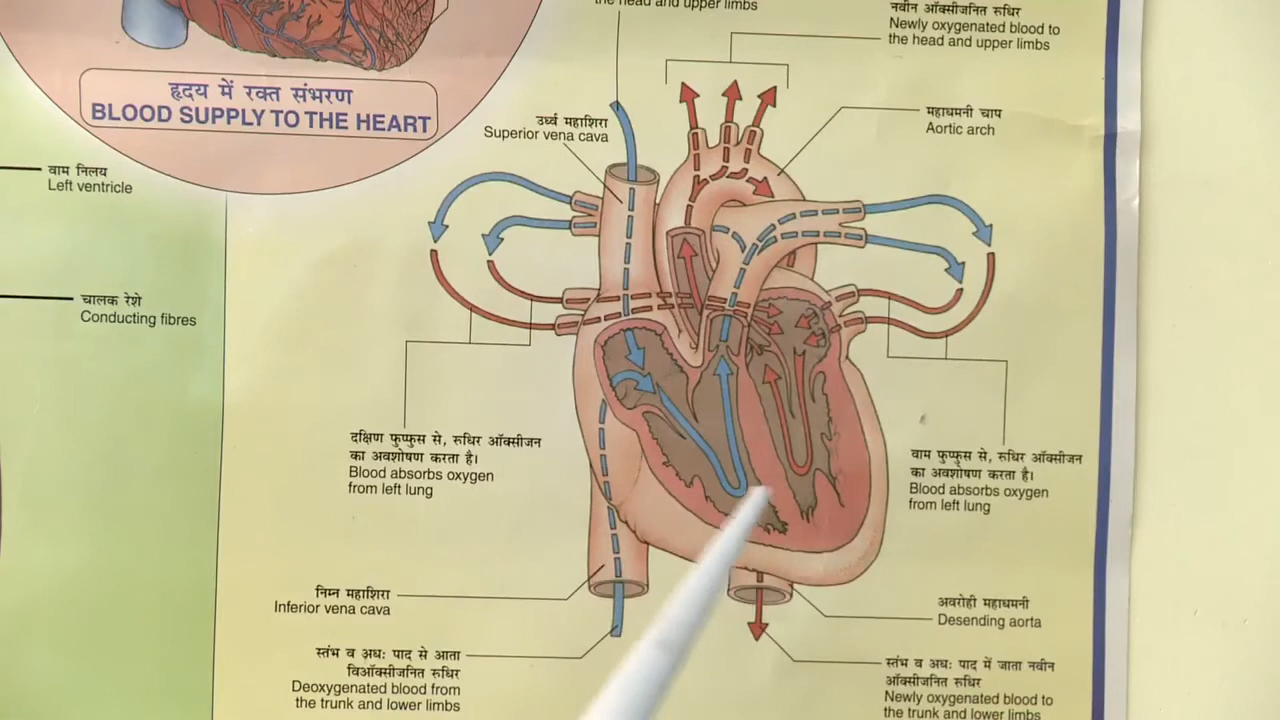 the head and upper limbs
नवीन ऑक्सीजनित रुधिर
Newly oxygenated blood to
the head and upper limbs
हृदय में रक्त संभरण
BLOOD SUPPLY TO THE HEART
उर्ध्व महाशिरा
Superior vena cava
महाधमनी चाप
Aortic arch
वाम निलय
Left ventricle
चालक रेशे
Conducting fibres
दक्षिण फुफ्फुस से, रूधिर ऑक्सीजन
का अवशोषण करता है।
Blood absorbs oxygen
from left lung
वाम फुफ्फुस से, रूधिर ऑक्सीजन
का अवशोषण करता है।
Blood absorbs oxygen
from left lung
निम्न महाशिरा
Inferior vena cava
अवरोही महाधमनी
Desending aorta
स्तंभ व अधः पाद से आता
विऑक्सीजनित रूधिर
Deoxygenated blood from
the trunk and lower limbs
स्तंभ व अधः पाद में जाता नवीन
ऑक्सीजनित रुधिर
Newly oxygenated blood to
the trunk and lower limbs